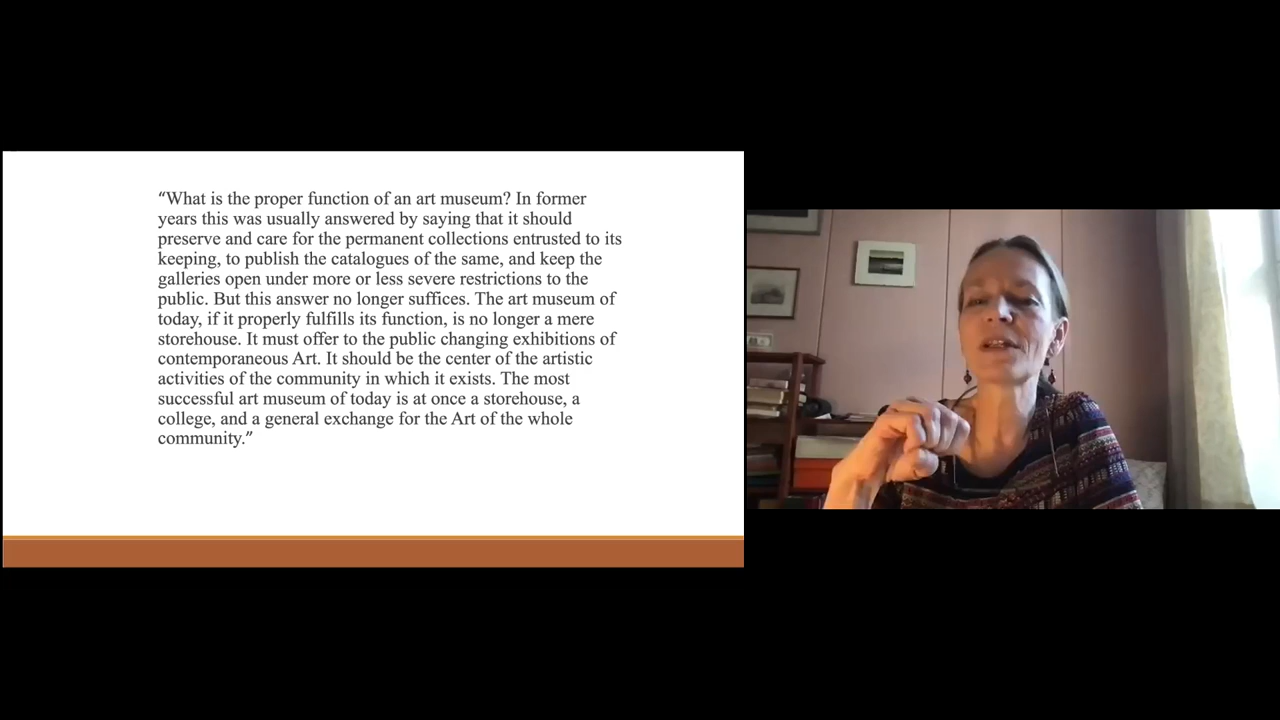 “What is the proper function of an art museum? In former
years this was usually answered by saying that it should
preserve and care for the permanent collections entrusted to its
keeping, to publish the catalogues of the same, and keep the
galleries open under more or less severe restrictions to the
public. But this answer no longer suffices. The art museum of
today, if it properly fulfills its function, is no longer a mere
storehouse. It must offer to the public changing exhibitions of
contemporaneous Art. It should be the center of the artistic
activities of the community in which it exists. The most
successful art museum of today is at once a storehouse, a
college, and a general exchange for the Art of the whole
community.”